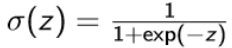 σ(z) = 1 / (1+exp(−z))